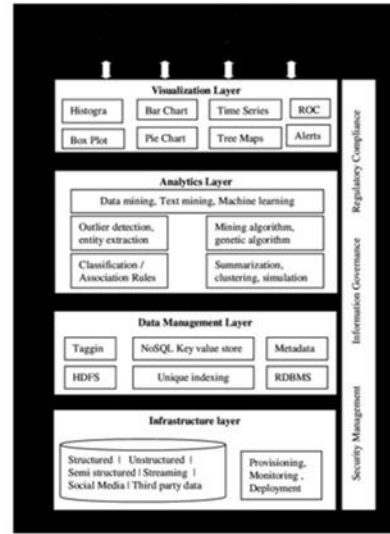 Visualization Layer
Histogra
Bar Chart
Time Series
ROC
Box Plot
Pie Chart
Tree Maps
Alerts
Analytics Layer
Data mining, Text mining, Machine learning
Outlier detection,
entity extraction
Mining algorithm,
genetic algorithm
Classification /
Association Rules
Summarization,
clustering, simulation
Data Management Layer
Taggin
NoSQL Key value store
Metadata
HDFS
Unique indexing
RDBMS
Infrastructure layer
Structured | Unstructured |
Semi structured | Streaming |
Social Media | Third party data
Provisioning,
Monitoring ,
Deployment
Regulatory Compliance
Information Governance
Security Management